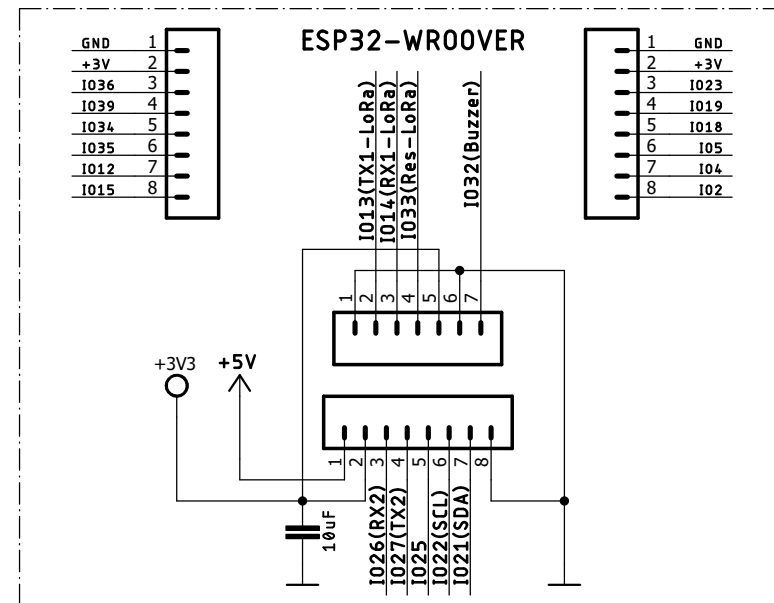 ESP32-WROOVER
GND 1
+3V 2
IO36 3
IO39 4
IO34 5
IO35 6
IO12 7
IO15 8
1 GND
2 +3V
3 IO23
4 IO19
5 IO18
6 IO5
7 IO4
8 IO2
IO13(TX1-LoRa)
IO14(RX1-LoRa)
IO33(Res-LoRa)
IO32(Buzzer)
1 2 3 4 5 6 7
+3V3
+5V
1 2 3 4 5 6 7 8
10uF
IO26(RX2)
IO27(TX2)
IO25
IO22(SCL)
IO21(SDA)